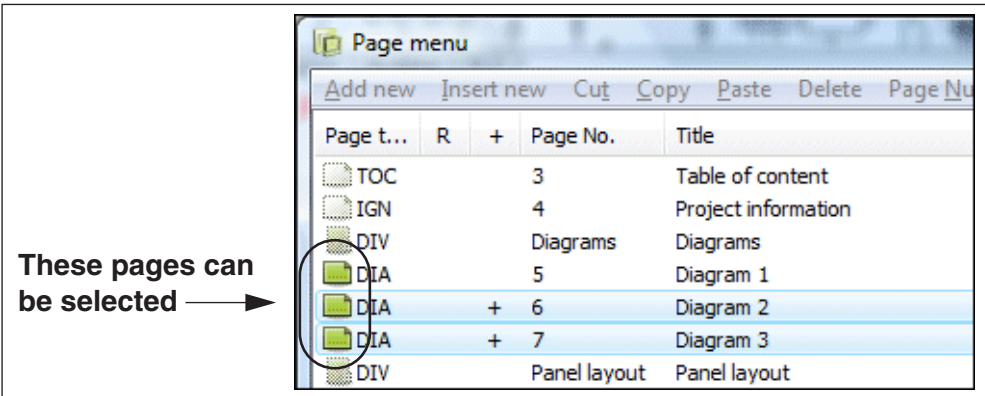 Page menu
Add new Insert new Cut Copy Paste Delete Page Nu
Page t... R + Page No. Title
TOC 3 Table of content
IGN 4 Project information
DIV Diagrams Diagrams
DIA 5 Diagram 1
DIA + 6 Diagram 2
DIA + 7 Diagram 3
DIV Panel layout Panel layout
These pages can
be selected